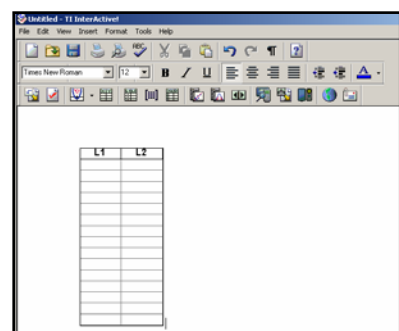 Untitled - TI InterActive!
File Edit View Insert Format Tools Help
Times New Roman 12 B I U A
L1 L2